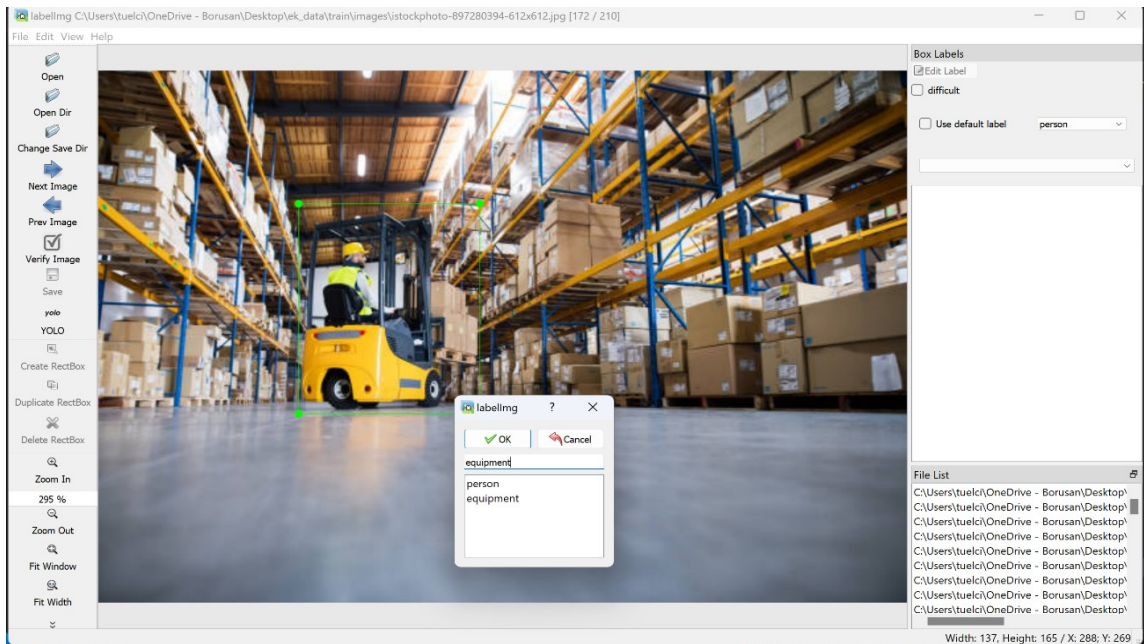 labelImg C:\Users\tuelci\OneDrive - Borusan\Desktop\ek_data\train\images\istockphoto-897280394-612x612.jpg [172 / 210]
File Edit View Help
Open
Open Dir
Change Save Dir
Next Image
Prev Image
Verify Image
Save
yolo
YOLO
Create RectBox
Duplicate RectBox
Delete RectBox
Zoom In
295 %
Zoom Out
Fit Window
Fit Width
labelImg ? X
OK Cancel
equipment
person
equipment
Box Labels
Edit Label
difficult
Use default label person
File List
C:\Users\tuelci\OneDrive - Borusan\Desktop\
C:\Users\tuelci\OneDrive - Borusan\Desktop\
C:\Users\tuelci\OneDrive - Borusan\Desktop\
C:\Users\tuelci\OneDrive - Borusan\Desktop\
C:\Users\tuelci\OneDrive - Borusan\Desktop\
C:\Users\tuelci\OneDrive - Borusan\Desktop\
C:\Users\tuelci\OneDrive - Borusan\Desktop\
C:\Users\tuelci\OneDrive - Borusan\Desktop\
C:\Users\tuelci\OneDrive - Borusan\Desktop\
Width: 137, Height: 165 / X: 288; Y: 269